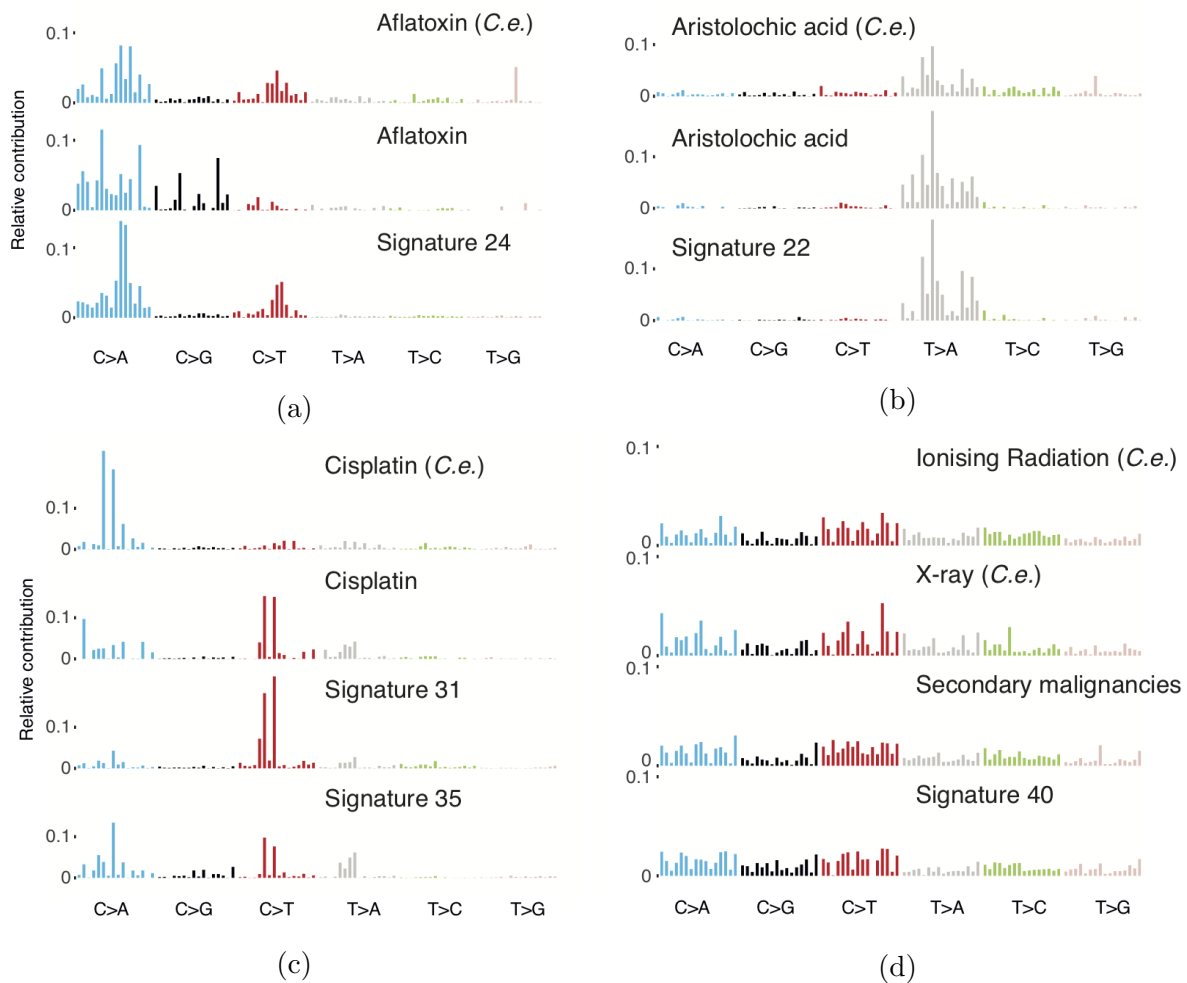 Aflatoxin (C.e.)
0.1
0
Aflatoxin
0.1
0
Signature 24
0.1
0
Relative contribution
C>A C>G C>T T>A T>C T>G
(a)
Aristolochic acid (C.e.)
0.1
0
Aristolochic acid
0.1
0
Signature 22
0.1
0
C>A C>G C>T T>A T>C T>G
(b)
Cisplatin (C.e.)
0.1
0
Cisplatin
0.1
0
Signature 31
0.1
0
Signature 35
0.1
0
Relative contribution
C>A C>G C>T T>A T>C T>G
(c)
0.1
Ionising Radiation (C.e.)
0
0.1
X-ray (C.e.)
0
0.1
Secondary malignancies
0
0.1
Signature 40
0
C>A C>G C>T T>A T>C T>G
(d)